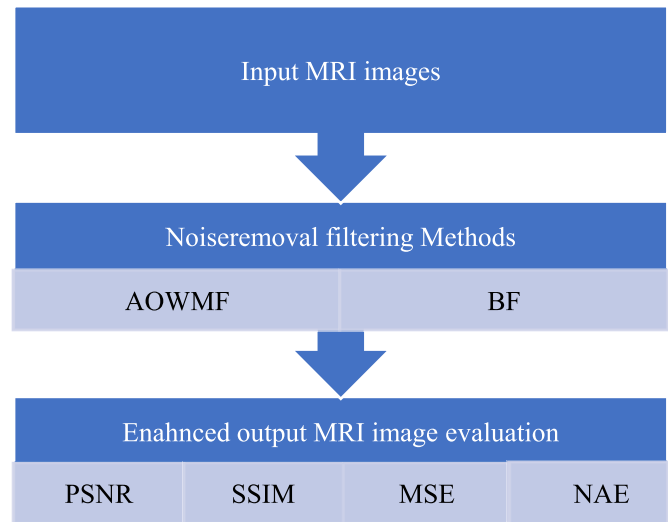 Input MRI images
Noiseremoval filtering Methods
AOWMF BF
Enahnced output MRI image evaluation
PSNR SSIM MSE NAE